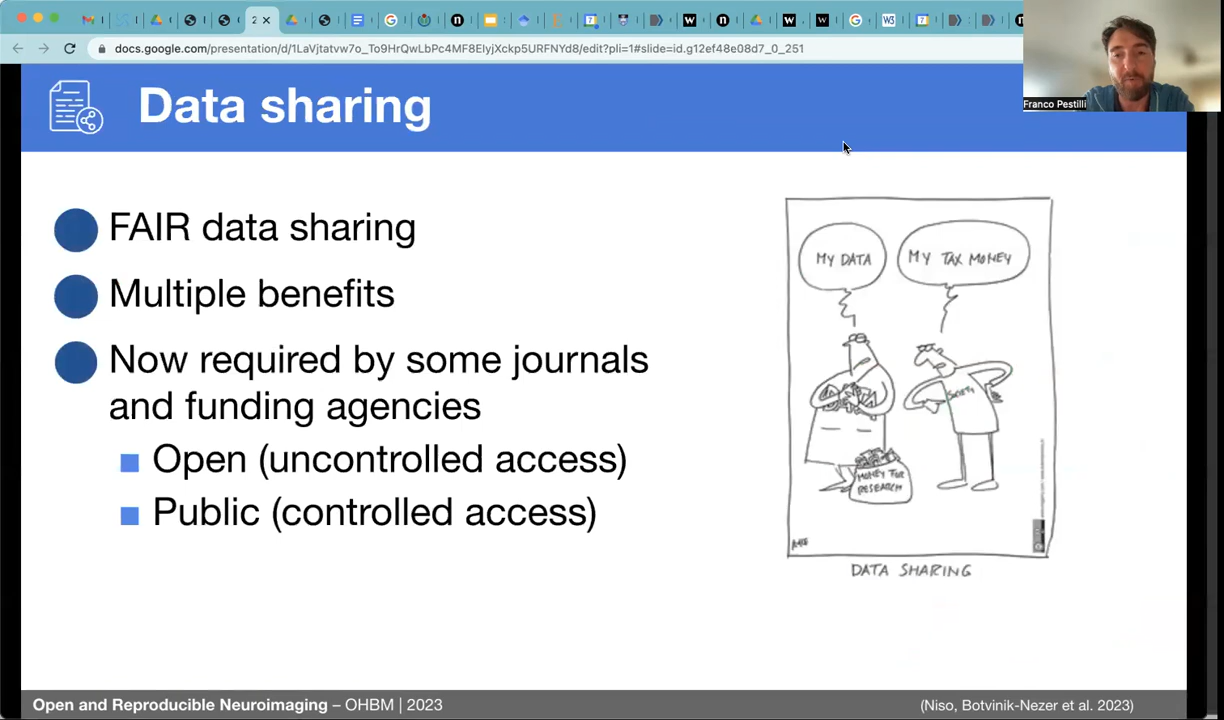 docs.google.com/presentation/d/1LaVjtatvw7o_To9HrQwLbPc4MF8EIyjXckp5URFNYd8/edit?pli=1#slide=id.g12ef48e08d7_0_251
Franco Pestilli
Data sharing
FAIR data sharing
Multiple benefits
Now required by some journals
and funding agencies
Open (uncontrolled access)
Public (controlled access)
MY DATA
MY TAX MONEY
SOCIETY
MONEY FOR
RESEARCH
DATA SHARING
Open and Reproducible Neuroimaging – OHBM | 2023
(Niso, Botvinik-Nezer et al. 2023)